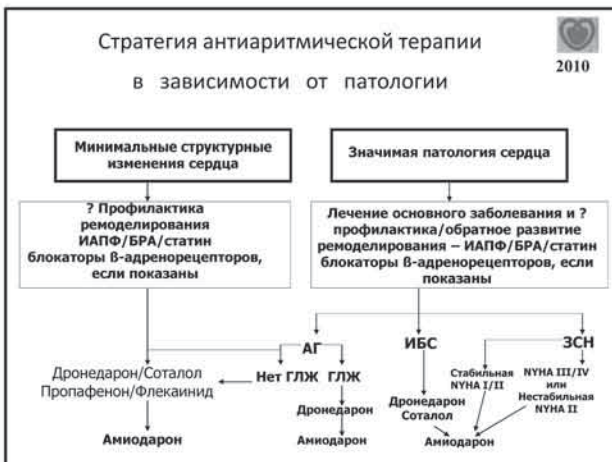 Стратегия антиаритмической терапии
в зависимости от патологии
2010
Минимальные структурные
изменения сердца
Значимая патология сердца
? Профилактика
ремоделирования
ИАПФ/БРА/статин
блокаторы ß-адренорецепторов,
если показаны
Лечение основного заболевания и ?
профилактика/обратное развитие
ремоделирования – ИАПФ/БРА/статин
блокаторы ß-адренорецепторов, если
показаны
АГ
ИБС
ЗСН
Дронедарон/Соталол
Пропафенон/Флекаинид
Нет ГЛЖ
ГЛЖ
Стабильная
NYHA I/II
NYHA III/IV
или
Нестабильная
NYHA II
Дронедарон
Дронедарон
Соталол
Амиодарон
Амиодарон
Амиодарон